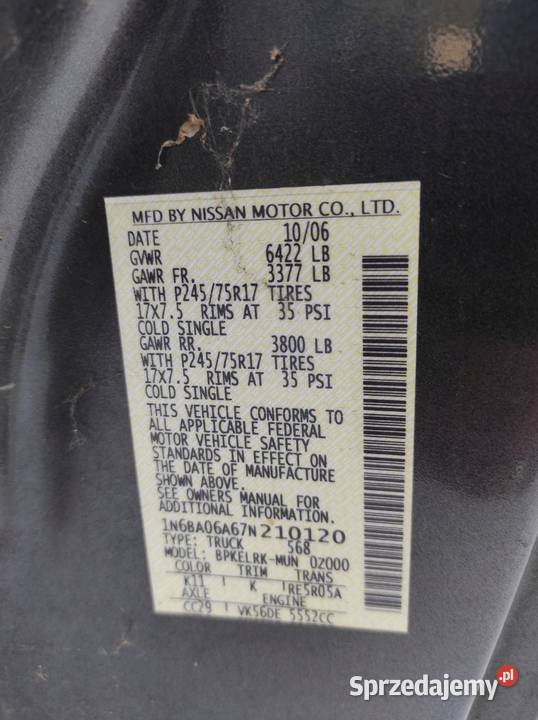 MFD BY NISSAN MOTOR CO., LTD.
DATE 10/06
GVWR 6422 LB
GAWR FR. 3377 LB
WITH P245/75R17 TIRES
17X7.5 RIMS AT 35 PSI
COLD SINGLE
GAWR RR. 3800 LB
WITH P245/75R17 TIRES
17X7.5 RIMS AT 35 PSI
COLD SINGLE
THIS VEHICLE CONFORMS TO
ALL APPLICABLE FEDERAL
MOTOR VEHICLE SAFETY
STANDARDS IN EFFECT ON
THE DATE OF MANUFACTURE
SHOWN ABOVE.
SEE OWNERS MANUAL FOR
ADDITIONAL INFORMATION.
1N6BA06A67N210120
TYPE: TRUCK 568
MODEL: BPKELRK-MUN 0Z000
COLOR TRIM TRANS
K11 K RE5R05A
AXLE ENGINE
CC29 VK56DE 5552CC
Sprzedajemy.pl